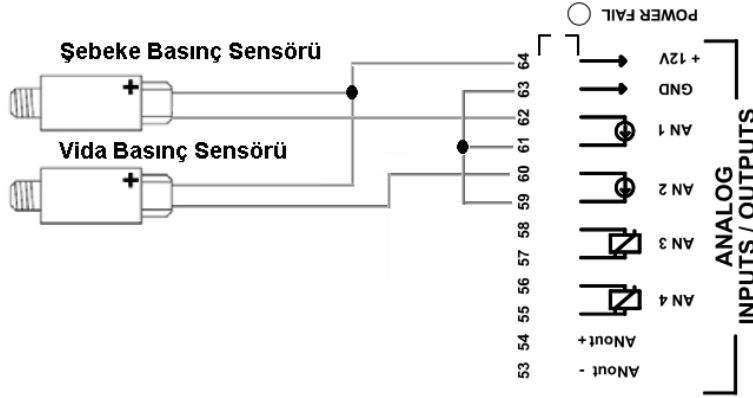 POWER FAIL
Şebeke Basınç Sensörü
+
64
+ 12V
63
GND
62
AN 1
61
Vida Basınç Sensörü
+
60
AN 2
59
58
AN 3
57
56
AN 4
55
54
ANout +
53
ANout -
ANALOG
INPUTS / OUTPUTS